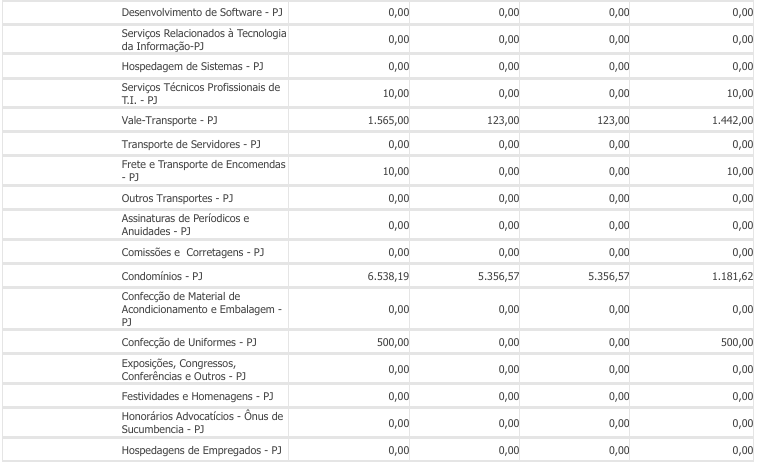 Desenvolvimento de Software - PJ 0,00 0,00 0,00 0,00
Serviços Relacionados à Tecnologia
da Informação-PJ 0,00 0,00 0,00 0,00
Hospedagem de Sistemas - PJ 0,00 0,00 0,00 0,00
Serviços Técnicos Profissionais de
T.I. - PJ 10,00 0,00 0,00 10,00
Vale-Transporte - PJ 1.565,00 123,00 123,00 1.442,00
Transporte de Servidores - PJ 0,00 0,00 0,00 0,00
Frete e Transporte de Encomendas
- PJ 10,00 0,00 0,00 10,00
Outros Transportes - PJ 0,00 0,00 0,00 0,00
Assinaturas de Períodicos e
Anuidades - PJ 0,00 0,00 0,00 0,00
Comissões e  Corretagens - PJ 0,00 0,00 0,00 0,00
Condomínios - PJ 6.538,19 5.356,57 5.356,57 1.181,62
Confecção de Material de
Acondicionamento e Embalagem -
PJ 0,00 0,00 0,00 0,00
Confecção de Uniformes - PJ 500,00 0,00 0,00 500,00
Exposições, Congressos,
Conferências e Outros - PJ 0,00 0,00 0,00 0,00
Festividades e Homenagens - PJ 0,00 0,00 0,00 0,00
Honorários Advocatícios - Ônus de
Sucumbencia - PJ 0,00 0,00 0,00 0,00
Hospedagens de Empregados - PJ 0,00 0,00 0,00 0,00